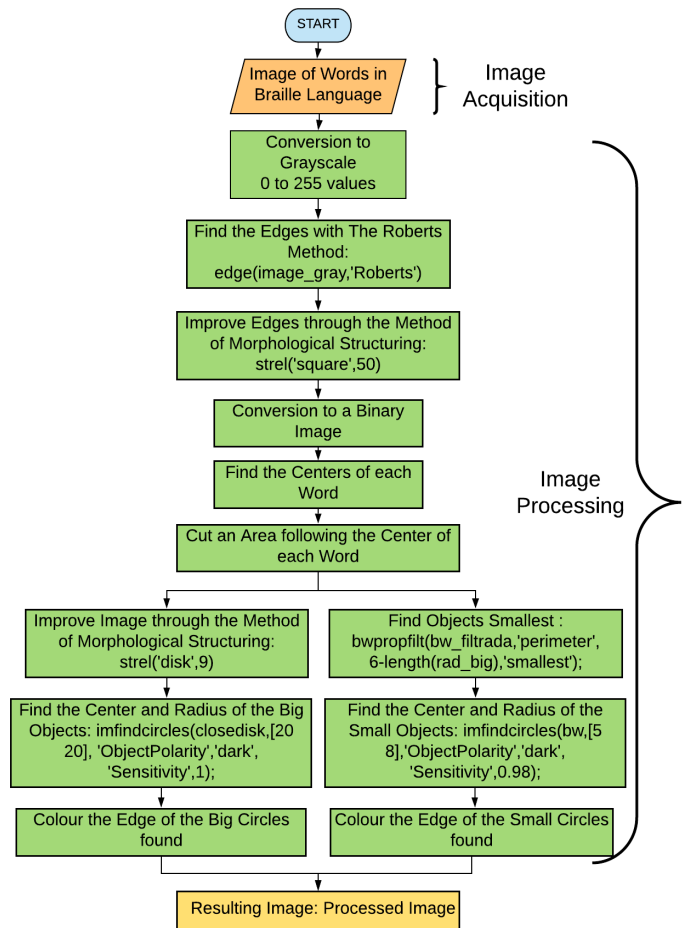 START
Image of Words in
Braille Language
Image
Acquisition
Conversion to
Grayscale
0 to 255 values
Find the Edges with The Roberts
Method:
edge(image_gray,'Roberts')
Improve Edges through the Method
of Morphological Structuring:
strel('square',50)
Conversion to a Binary
Image
Find the Centers of each
Word
Image
Processing
Cut an Area following the Center of
each Word
Improve Image through the Method
of Morphological Structuring:
strel('disk',9)
Find Objects Smallest :
bwpropfilt(bw_filtrada,'perimeter',
6-length(rad_big),'smallest');
Find the Center and Radius of the Big
Objects: imfindcircles(closedisk,[20
20], 'ObjectPolarity','dark',
'Sensitivity',1);
Find the Center and Radius of the
Small Objects: imfindcircles(bw,[5
8],'ObjectPolarity','dark',
'Sensitivity',0.98);
Colour the Edge of the Big Circles
found
Colour the Edge of the Small Circles
found
Resulting Image: Processed Image